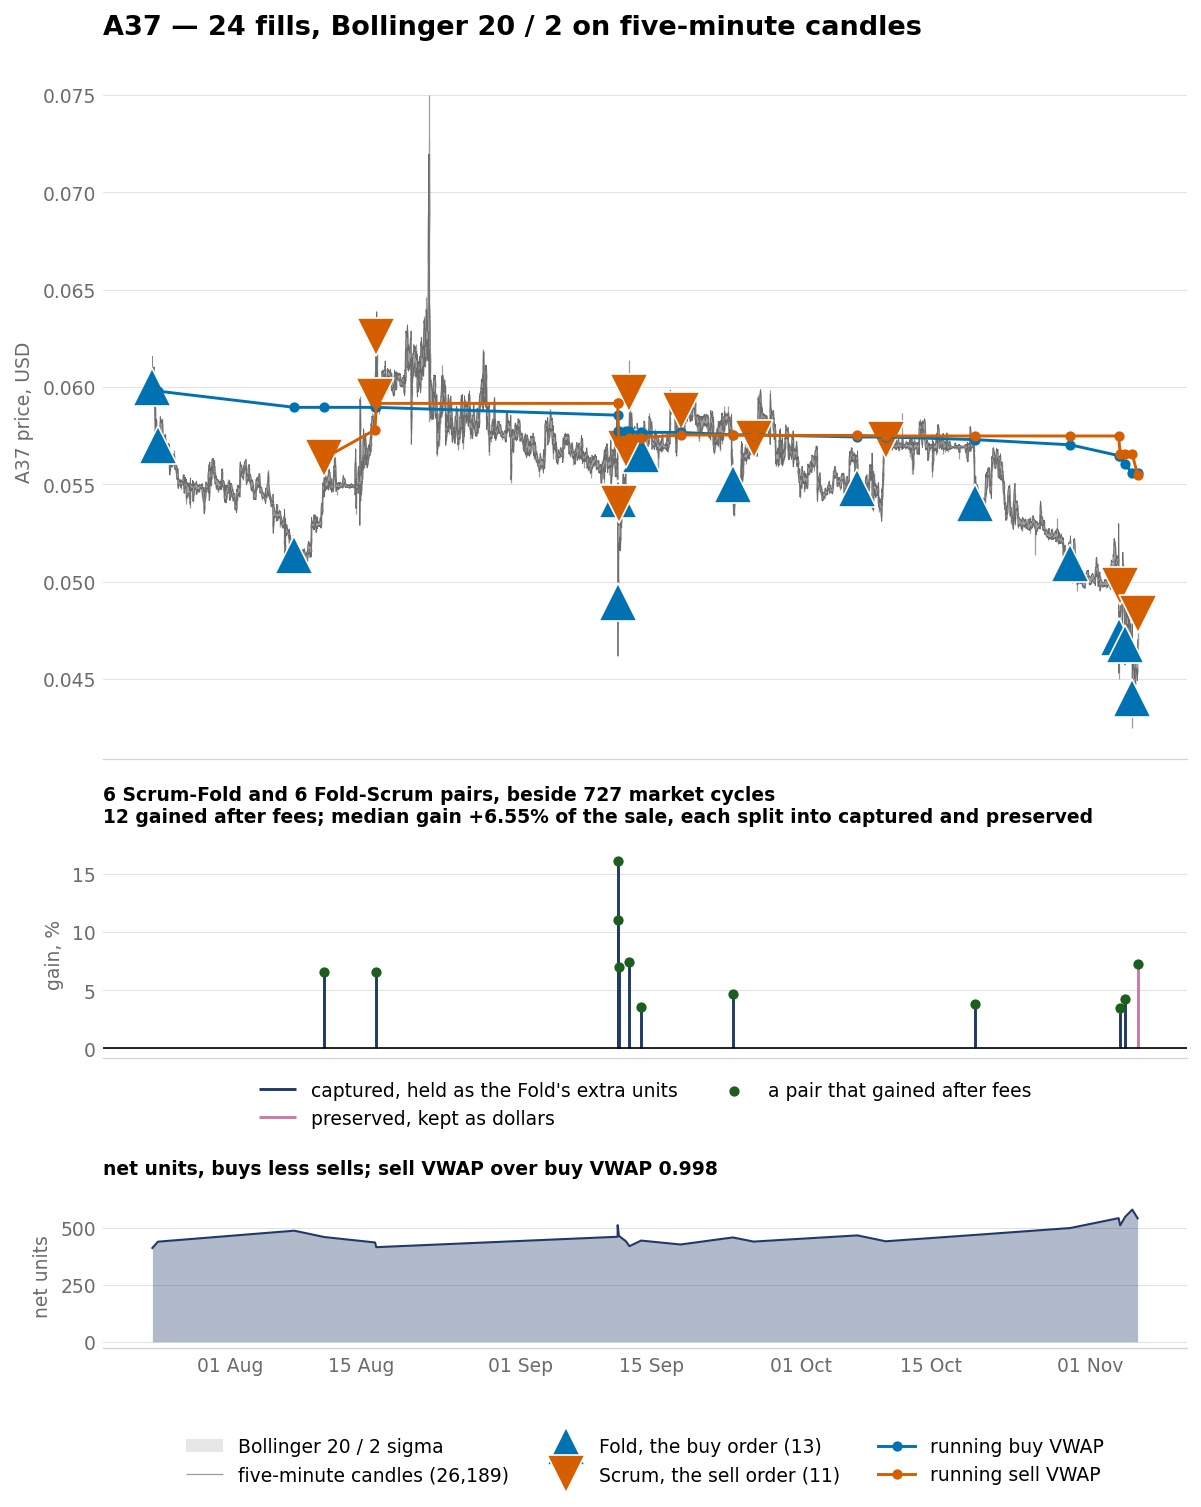 A37 — 24 fills, Bollinger 20 / 2 on five-minute candles
0.075
0.070
0.065
0.060
0.055
0.050
0.045
A37 price, USD
6 Scrum-Fold and 6 Fold-Scrum pairs, beside 727 market cycles
12 gained after fees; median gain +6.55% of the sale, each split into captured and preserved
15
10
5
0
gain, %
captured, held as the Fold's extra units
a pair that gained after fees
preserved, kept as dollars
net units, buys less sells; sell VWAP over buy VWAP 0.998
500
250
0
net units
01 Aug
15 Aug
01 Sep
15 Sep
01 Oct
15 Oct
01 Nov
Bollinger 20 / 2 sigma
five-minute candles (26,189)
Fold, the buy order (13)
Scrum, the sell order (11)
running buy VWAP
running sell VWAP